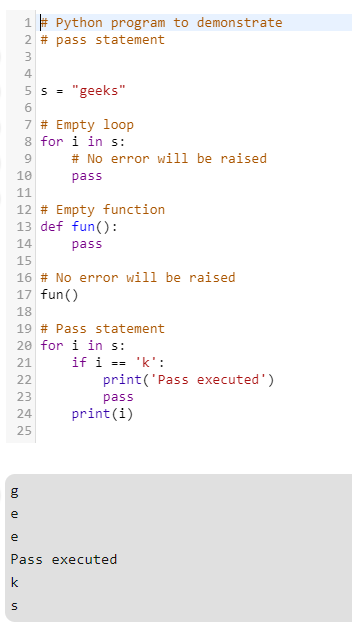 1 # Python program to demonstrate
2 # pass statement
3
4
5 s = "geeks"
6
7 # Empty loop
8 for i in s:
9     # No error will be raised
10     pass
11
12 # Empty function
13 def fun():
14     pass
15
16 # No error will be raised
17 fun()
18
19 # Pass statement
20 for i in s:
21     if i == 'k':
22         print('Pass executed')
23         pass
24     print(i)
25
g
e
e
Pass executed
k
s